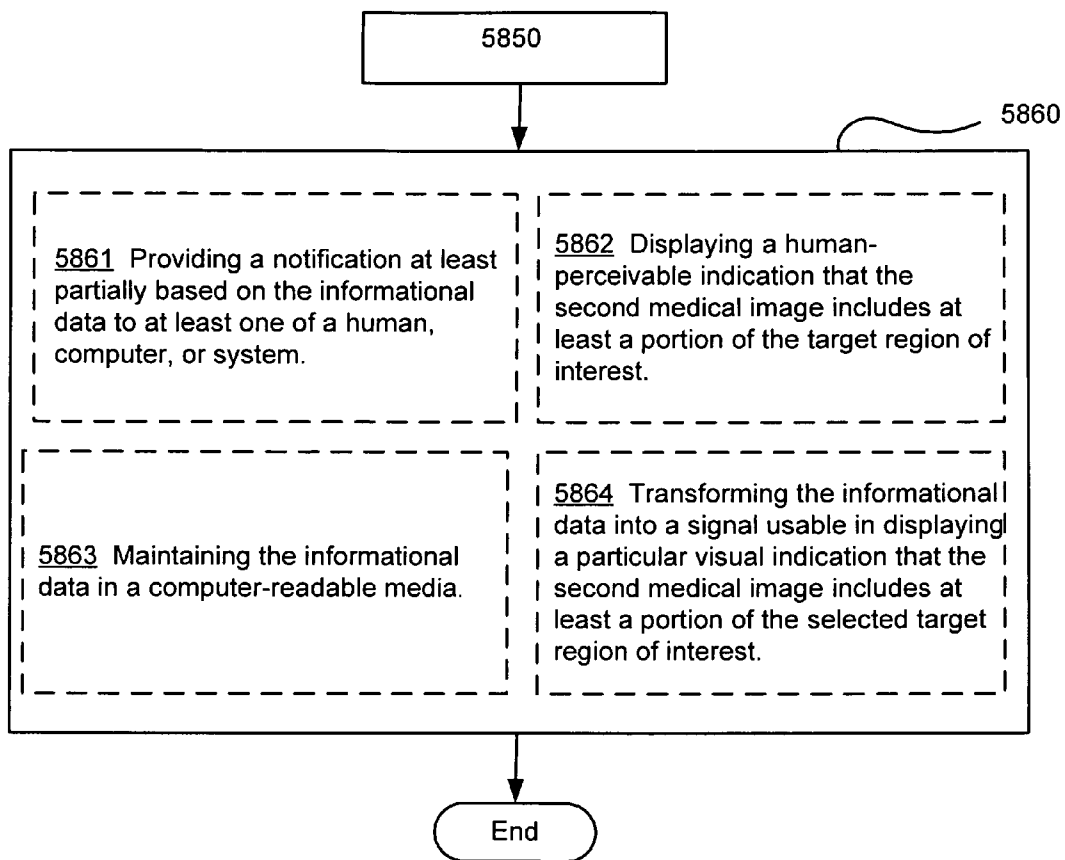 5850
5860
5861 Providing a notification at least
partially based on the informational
data to at least one of a human,
computer, or system.
5862 Displaying a human-
perceivable indication that the
second medical image includes at
least a portion of the target region of
interest.
5863 Maintaining the informational
data in a computer-readable media.
5864 Transforming the informational
data into a signal usable in displaying
a particular visual indication that the
second medical image includes at
least a portion of the selected target
region of interest.
End